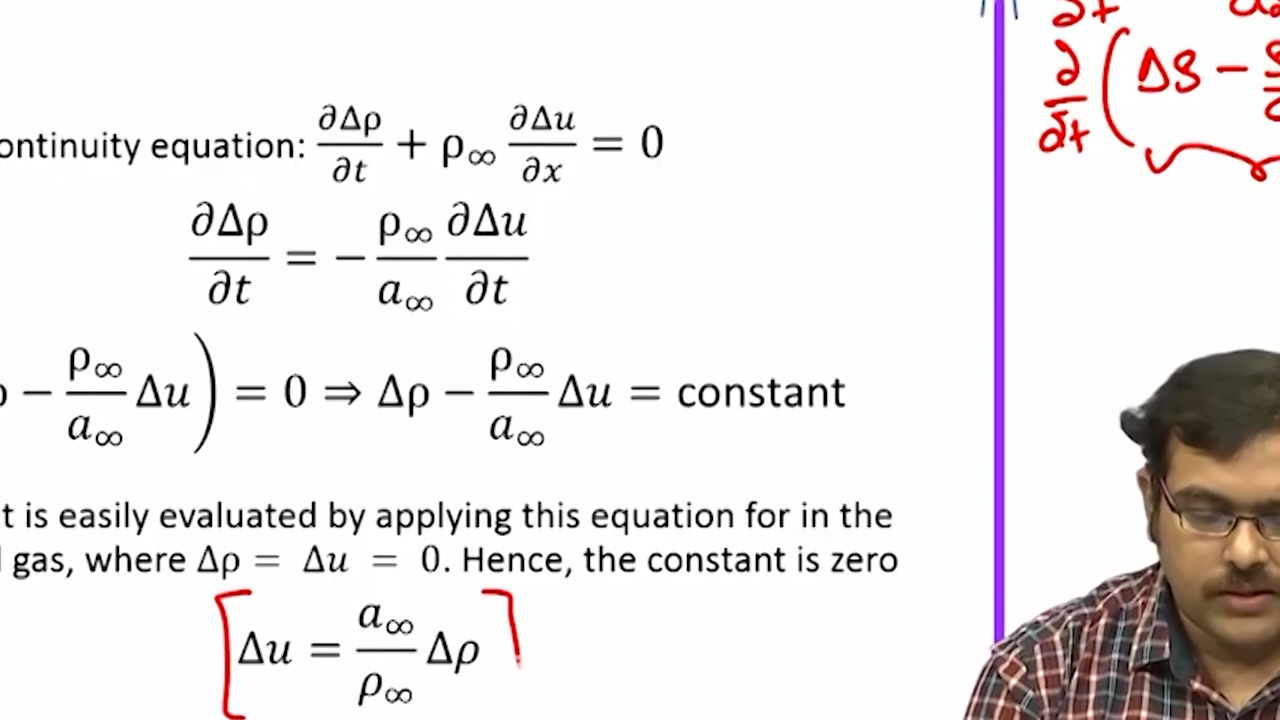 ontinuity equation: ∂Δρ/∂t + ρ∞ ∂Δu/∂x = 0
∂Δρ/∂t = − ρ∞/a∞ ∂Δu/∂t
− ρ∞/a∞ Δu) = 0 ⇒ Δρ − ρ∞/a∞ Δu = constant
t is easily evaluated by applying this equation for in the
gas, where Δρ = Δu = 0. Hence, the constant is zero
Δu = a∞/ρ∞ Δρ
∂t
∂/∂t (Δρ −